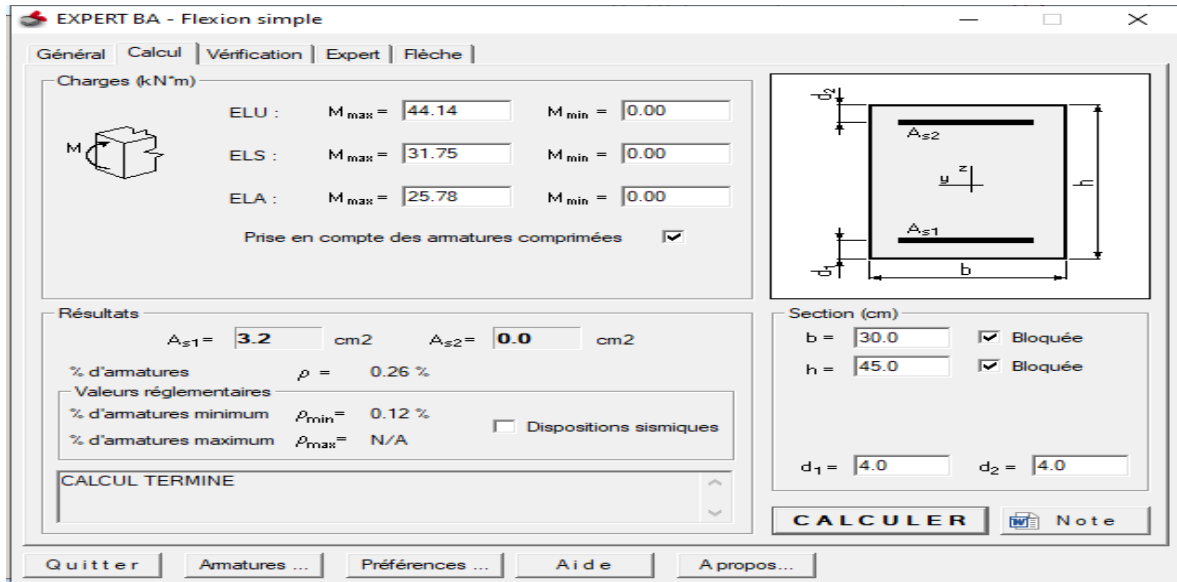 EXPERT BA - Flexion simple
Général Calcul Vérification Expert Flèche
Charges (kN*m)
ELU : M max = 44.14 M min = 0.00
ELS : M max = 31.75 M min = 0.00
ELA : M max = 25.78 M min = 0.00
M
Prise en compte des armatures comprimées
d2
As2
y z
h
As1
d1
b
Résultats
As1= 3.2 cm2 As2= 0.0 cm2
% d'armatures ρ = 0.26 %
Valeurs réglementaires
% d'armatures minimum ρmin= 0.12 %
% d'armatures maximum ρmax= N/A
Dispositions sismiques
CALCUL TERMINE
Section (cm)
b = 30.0 Bloquée
h = 45.0 Bloquée
d1 = 4.0 d2 = 4.0
CALCULER Note
Quitter Armatures ... Préférences ... Aide A propos...